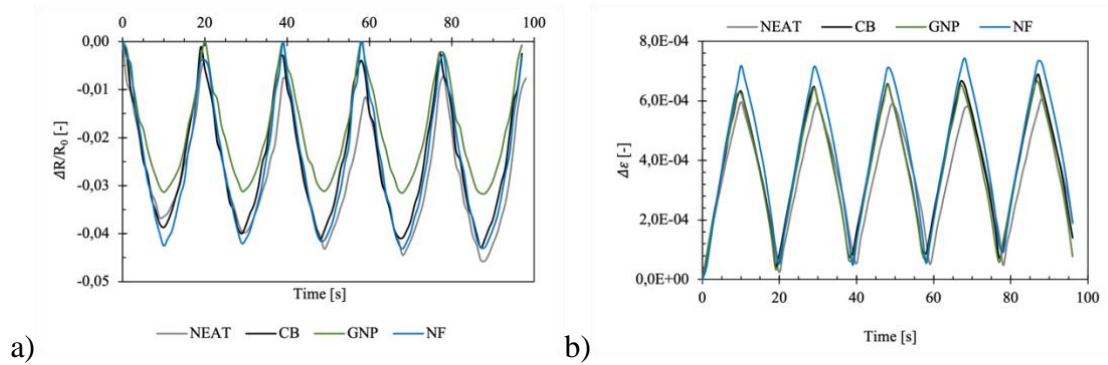 0 20 40 60 80 100
0,00
-0,01
-0,02
-0,03
-0,04
-0,05
ΔR/R₀ [-]
Time [s]
NEAT CB GNP NF
a)
NEAT CB GNP NF
8,0E-04
6,0E-04
4,0E-04
2,0E-04
0,0E+00
Δε [-]
0 20 40 60 80 100
Time [s]
b)